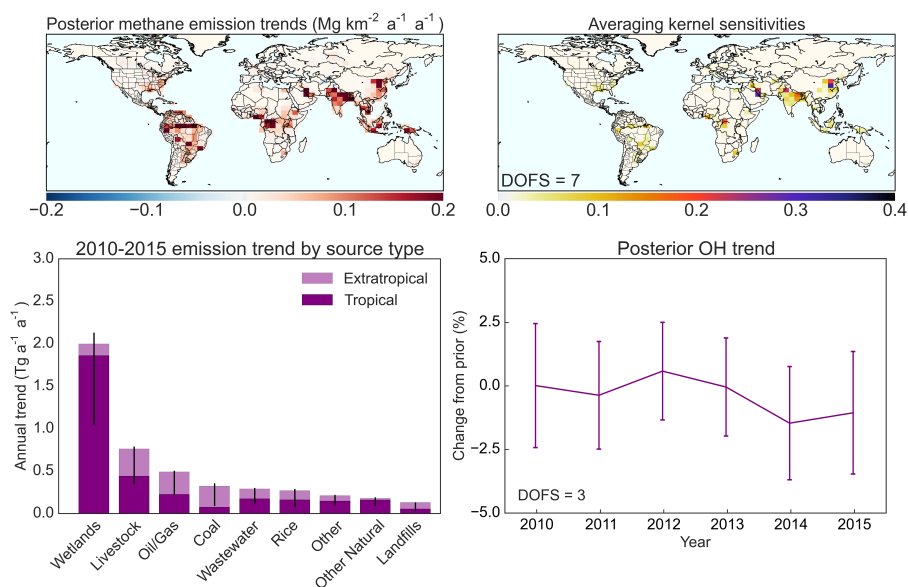 Posterior methane emission trends (Mg km⁻² a⁻¹ a⁻¹)
−0.2 −0.1 0.0 0.1 0.2
Averaging kernel sensitivities
DOFS = 7
0.0 0.1 0.2 0.3 0.4
2010-2015 emission trend by source type
Annual trend (Tg a⁻¹ a⁻¹)
3.0
2.5
2.0
1.5
1.0
0.5
0.0
Extratropical
Tropical
Wetlands
Livestock
Oil/Gas
Coal
Wastewater
Rice
Other
Other Natural
Landfills
Posterior OH trend
Change from prior (%)
5.0
2.5
0.0
−2.5
−5.0
DOFS = 3
2010 2011 2012 2013 2014 2015
Year